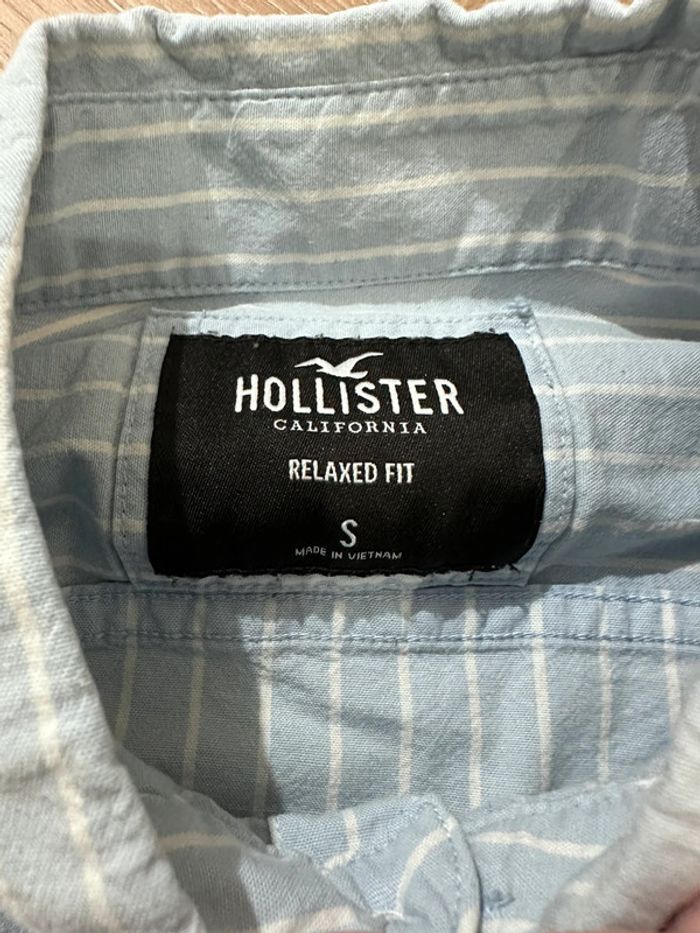 HOLLISTER
CALIFORNIA
RELAXED FIT
S
MADE IN VIETNAM